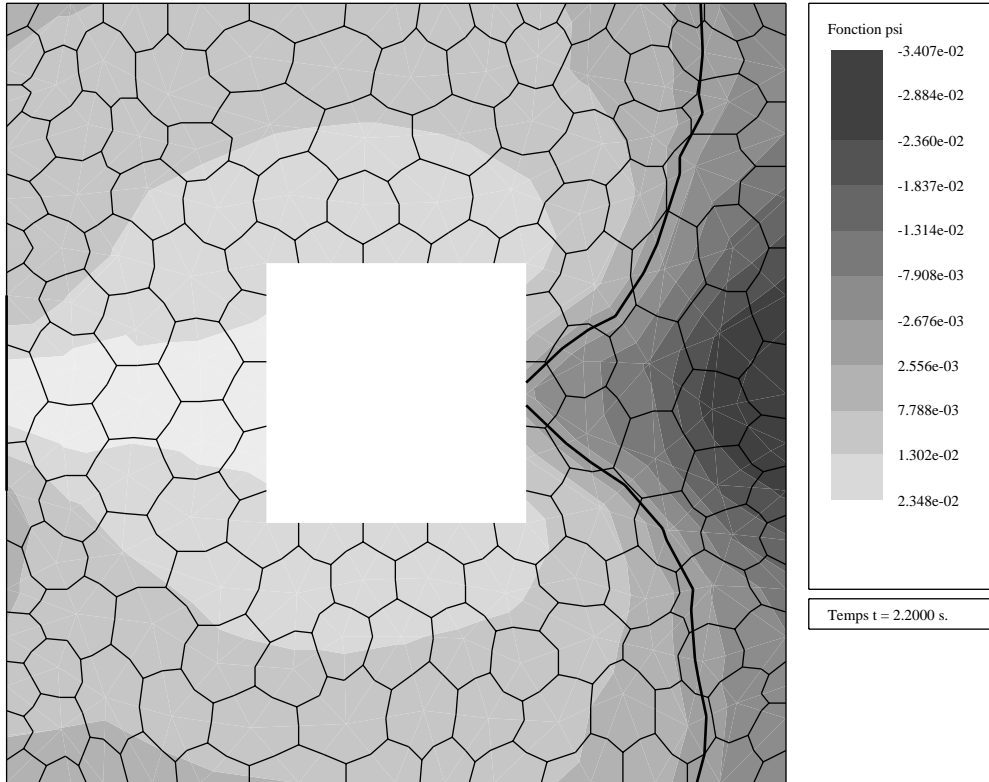 Fonction psi
-3.407e-02
-2.884e-02
-2.360e-02
-1.837e-02
-1.314e-02
-7.908e-03
-2.676e-03
2.556e-03
7.788e-03
1.302e-02
2.348e-02
Temps t = 2.2000 s.